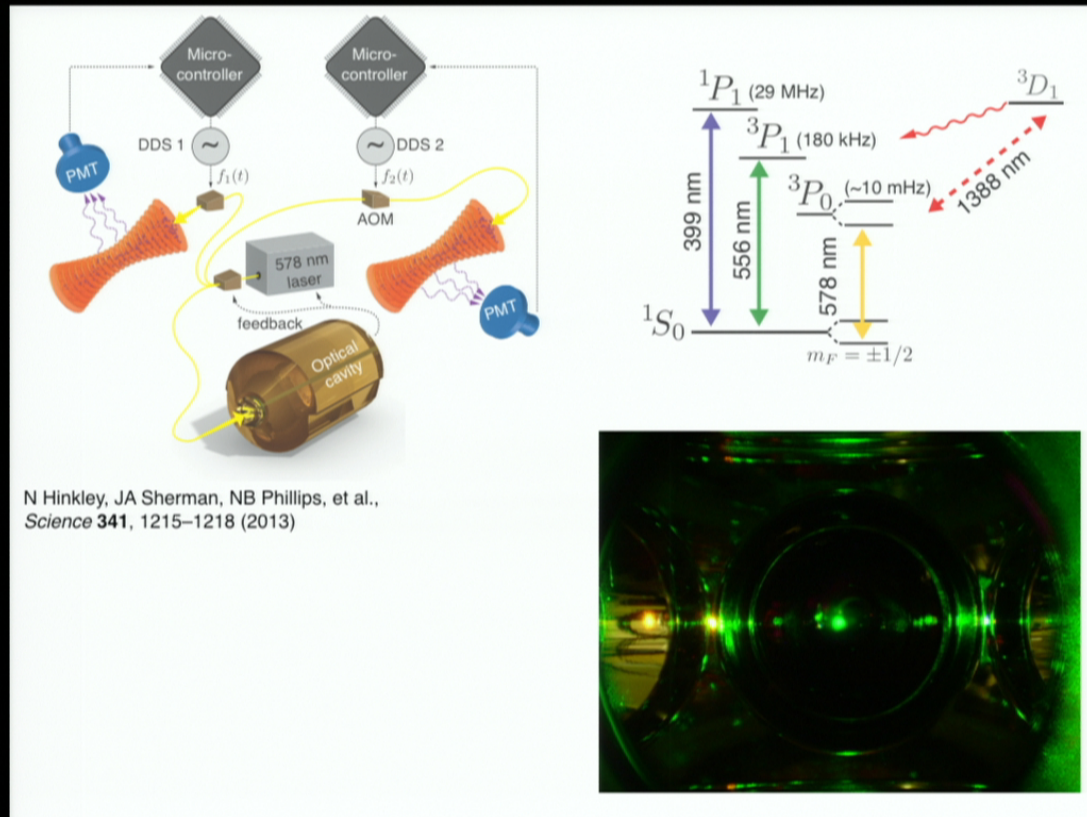 Micro-
controller
Micro-
controller
DDS 1
~
~
DDS 2
PMT
f₁(t)
f₂(t)
AOM
578 nm
laser
PMT
feedback
Optical
cavity
N Hinkley, JA Sherman, NB Phillips, et al.,
Science 341, 1215–1218 (2013)
¹P₁ (29 MHz)
³D₁
³P₁ (180 kHz)
³P₀ (~10 mHz)
1388 nm
399 nm
556 nm
578 nm
¹S₀
m_F = ±1/2